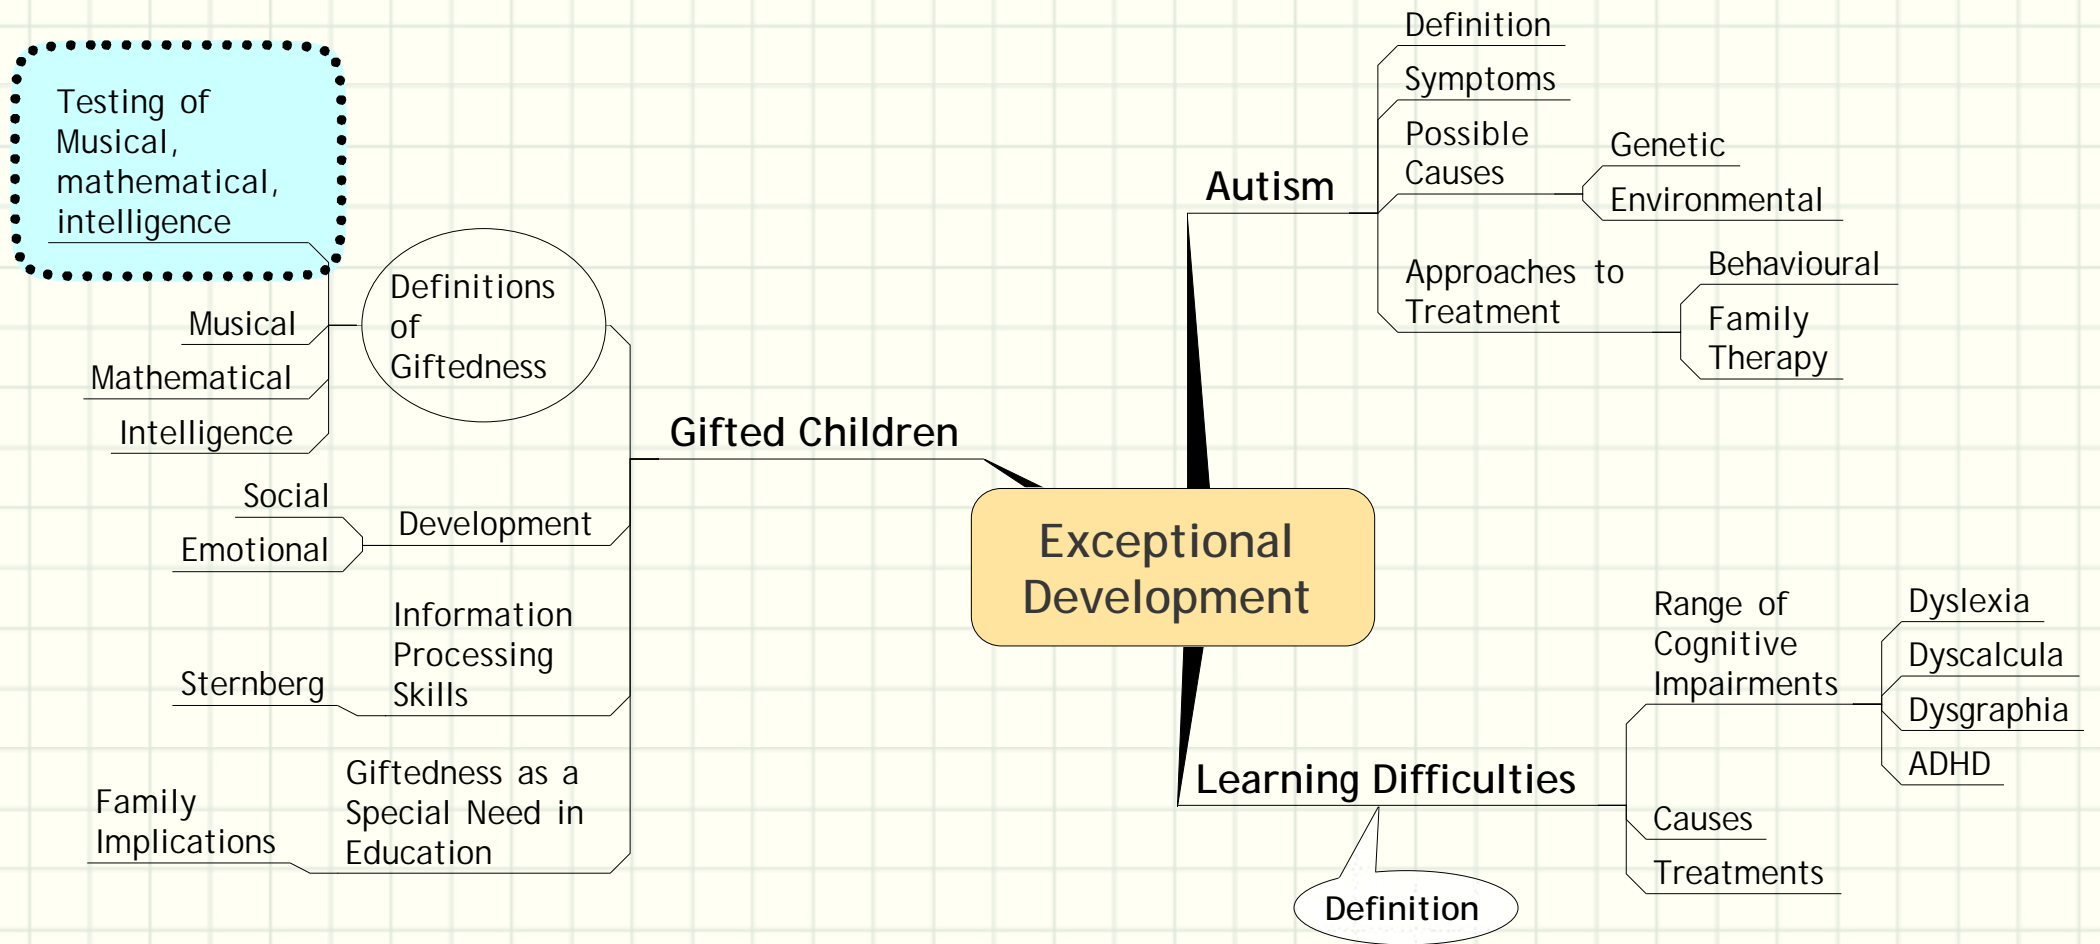 Exceptional
Development
Autism
Definition
Symptoms
Possible
Causes
Genetic
Environmental
Approaches to
Treatment
Behavioural
Family
Therapy
Learning Difficulties
Definition
Range of
Cognitive
Impairments
Dyslexia
Dyscalcula
Dysgraphia
ADHD
Causes
Treatments
Gifted Children
Definitions
of
Giftedness
Testing of
Musical,
mathematical,
intelligence
Musical
Mathematical
Intelligence
Development
Social
Emotional
Information
Processing
Skills
Sternberg
Giftedness as a
Special Need in
Education
Family
Implications